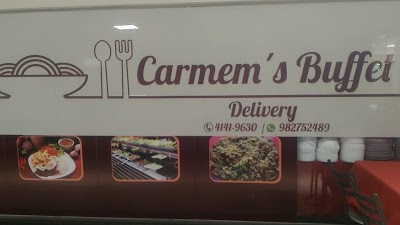 Carmem´s Buffet
Delivery
4141-9630 / 982752489